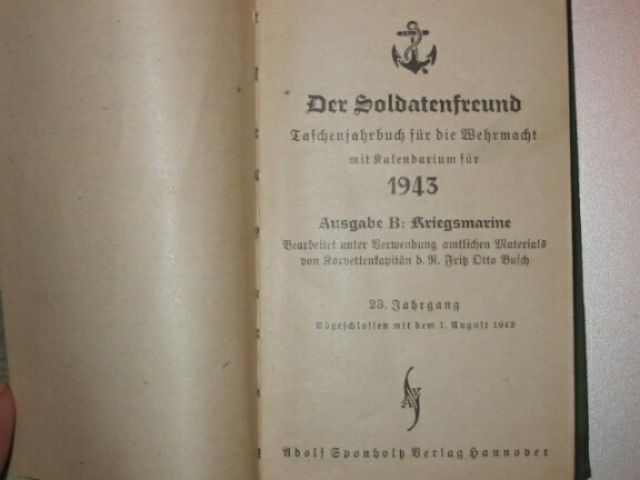 Der Soldatenfreund
Taschenjahrbuch für die Wehrmacht
mit Kalendarium für
1943
Ausgabe B: Kriegsmarine
Bearbeitet unter Verwendung amtlichen Materials
von Korvettenkapitän d. R. Fritz Otto Busch
23. Jahrgang
Abgeschlossen mit dem 1. August 1942
Adolf Sponholtz Verlag Hannover